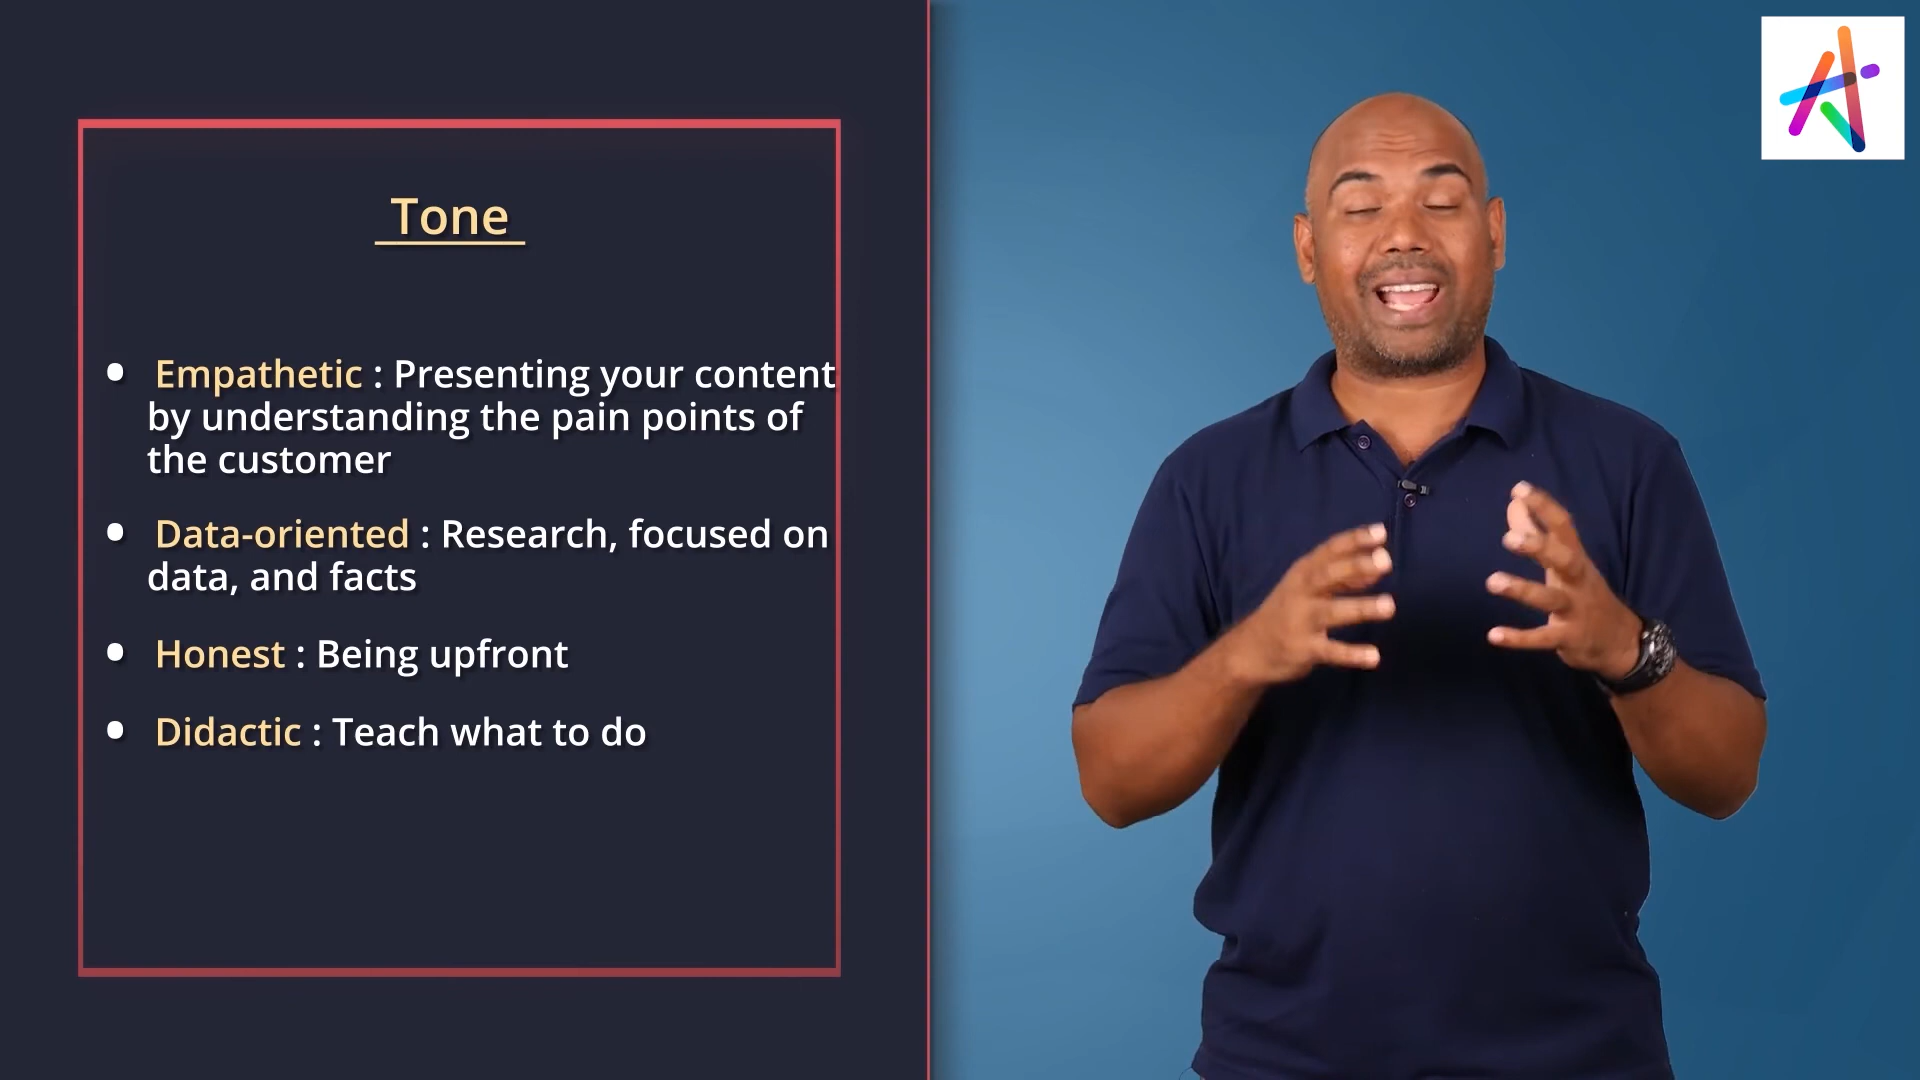 Tone
• Empathetic : Presenting your content
by understanding the pain points of
the customer
• Data-oriented : Research, focused on
data, and facts
• Honest : Being upfront
• Didactic : Teach what to do